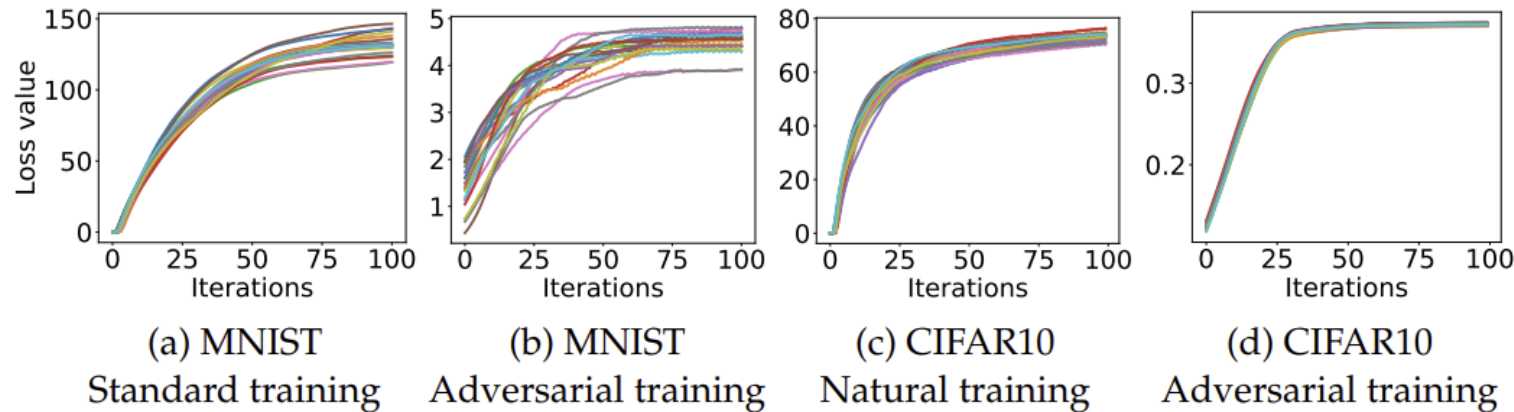 Loss value
150
100
50
0
0 25 50 75 100
Iterations
(a) MNIST
Standard training
5
4
3
2
1
0 25 50 75 100
Iterations
(b) MNIST
Adversarial training
80
60
40
20
0
0 25 50 75 100
Iterations
(c) CIFAR10
Natural training
0.3
0.2
0 25 50 75 100
Iterations
(d) CIFAR10
Adversarial training